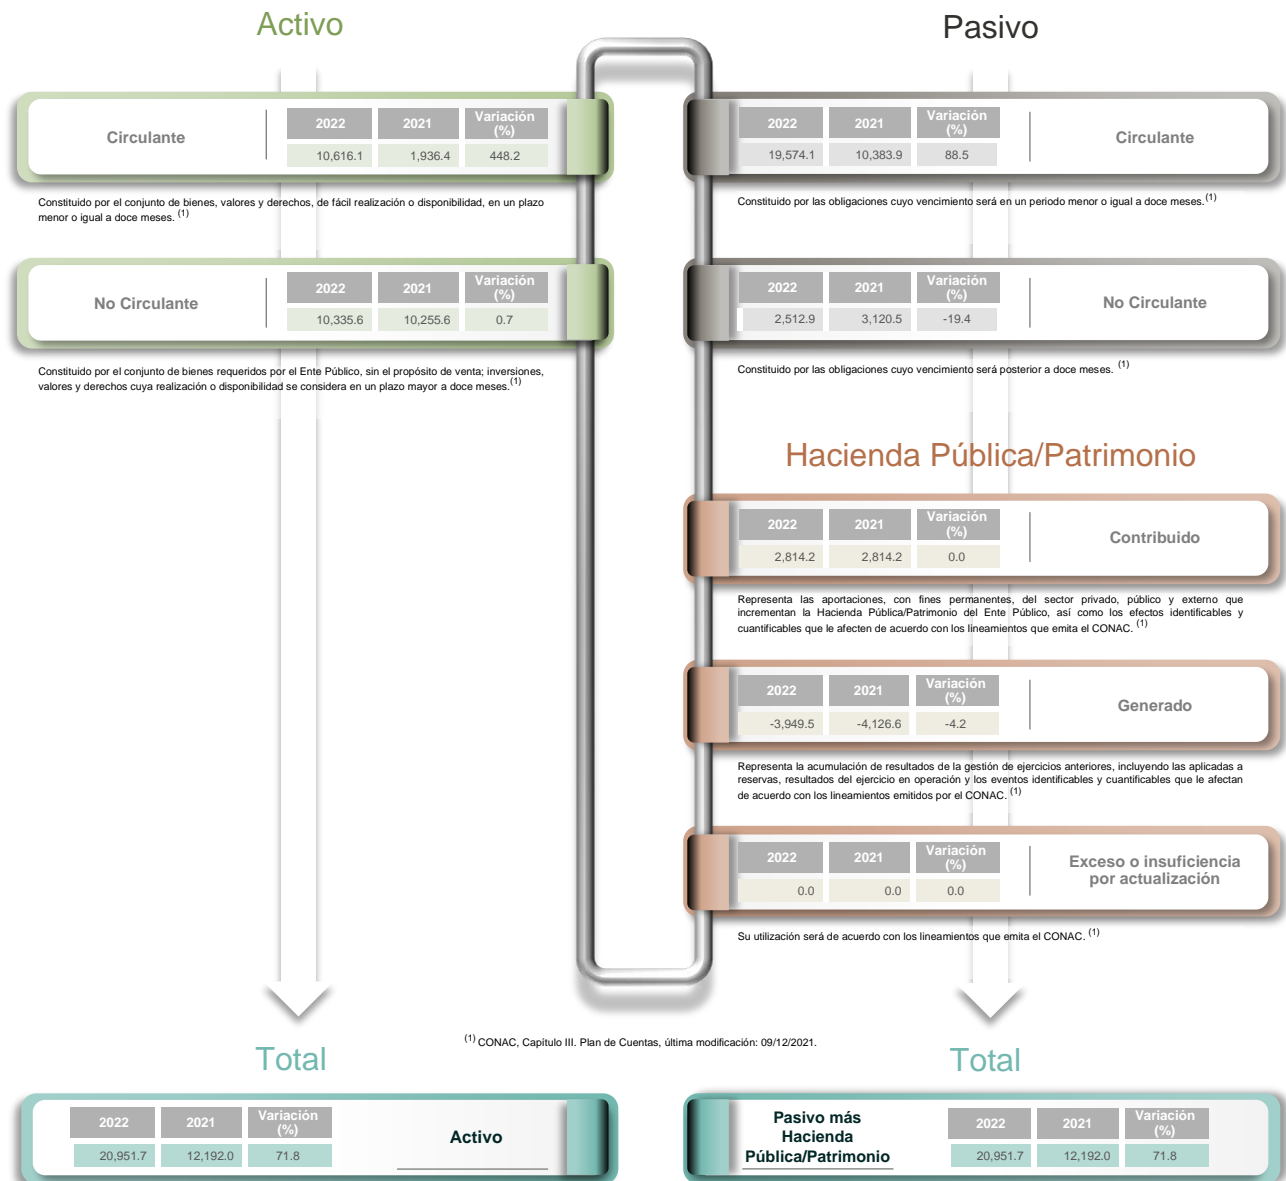 Activo
Circulante
2022 2021 Variación (%)
10,616.1 1,936.4 448.2
Constituido por el conjunto de bienes, valores y derechos, de fácil realización o disponibilidad, en un plazo
menor o igual a doce meses. (1)
No Circulante
2022 2021 Variación (%)
10,335.6 10,255.6 0.7
Constituido por el conjunto de bienes requeridos por el Ente Público, sin el propósito de venta; inversiones,
valores y derechos cuya realización o disponibilidad se considera en un plazo mayor a doce meses.(1)
Pasivo
2022 2021 Variación (%)
19,574.1 10,383.9 88.5
Circulante
Constituido por las obligaciones cuyo vencimiento será en un periodo menor o igual a doce meses.(1)
2022 2021 Variación (%)
2,512.9 3,120.5 -19.4
No Circulante
Constituido por las obligaciones cuyo vencimiento será posterior a doce meses. (1)
Hacienda Pública/Patrimonio
2022 2021 Variación (%)
2,814.2 2,814.2 0.0
Contribuido
Representa las aportaciones, con fines permanentes, del sector privado, público y externo que
incrementan la Hacienda Pública/Patrimonio del Ente Público, así como los efectos identificables y
cuantificables que le afecten de acuerdo con los lineamientos que emita el CONAC. (1)
2022 2021 Variación (%)
-3,949.5 -4,126.6 -4.2
Generado
Representa la acumulación de resultados de la gestión de ejercicios anteriores, incluyendo las aplicadas a
reservas, resultados del ejercicio en operación y los eventos identificables y cuantificables que le afectan
de acuerdo con los lineamientos emitidos por el CONAC. (1)
2022 2021 Variación (%)
0.0 0.0 0.0
Exceso o insuficiencia
por actualización
Su utilización será de acuerdo con los lineamientos que emita el CONAC. (1)
(1) CONAC, Capítulo III. Plan de Cuentas, última modificación: 09/12/2021.
Total
2022 2021 Variación (%)
20,951.7 12,192.0 71.8
Activo
Total
Pasivo más
Hacienda
Pública/Patrimonio
2022 2021 Variación (%)
20,951.7 12,192.0 71.8